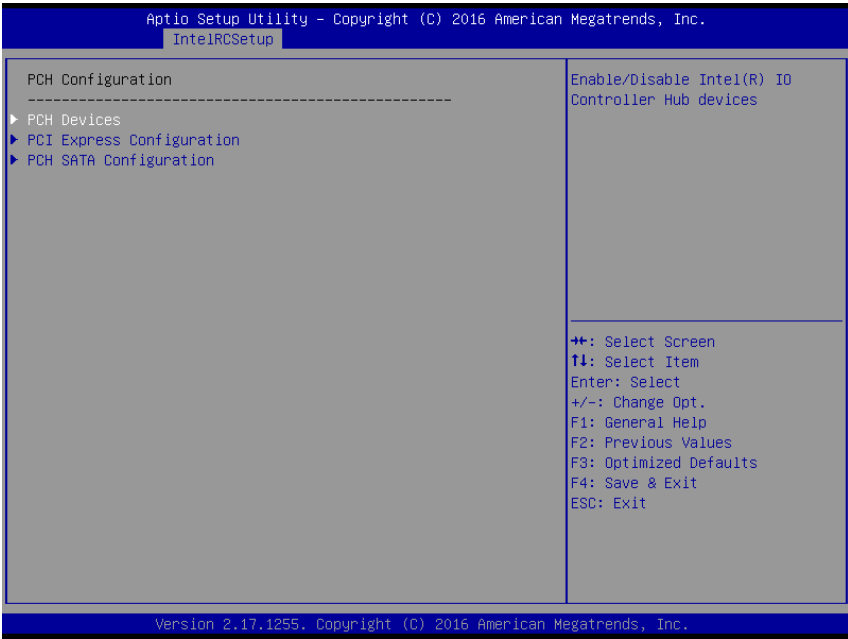 Aptio Setup Utility – Copyright (C) 2016 American Megatrends, Inc.
IntelRCSetup
PCH Configuration
--------------------------------------------------
▶ PCH Devices
▶ PCI Express Configuration
▶ PCH SATA Configuration
Enable/Disable Intel(R) IO
Controller Hub devices
→←: Select Screen
↑↓: Select Item
Enter: Select
+/-: Change Opt.
F1: General Help
F2: Previous Values
F3: Optimized Defaults
F4: Save & Exit
ESC: Exit
Version 2.17.1255. Copyright (C) 2016 American Megatrends, Inc.